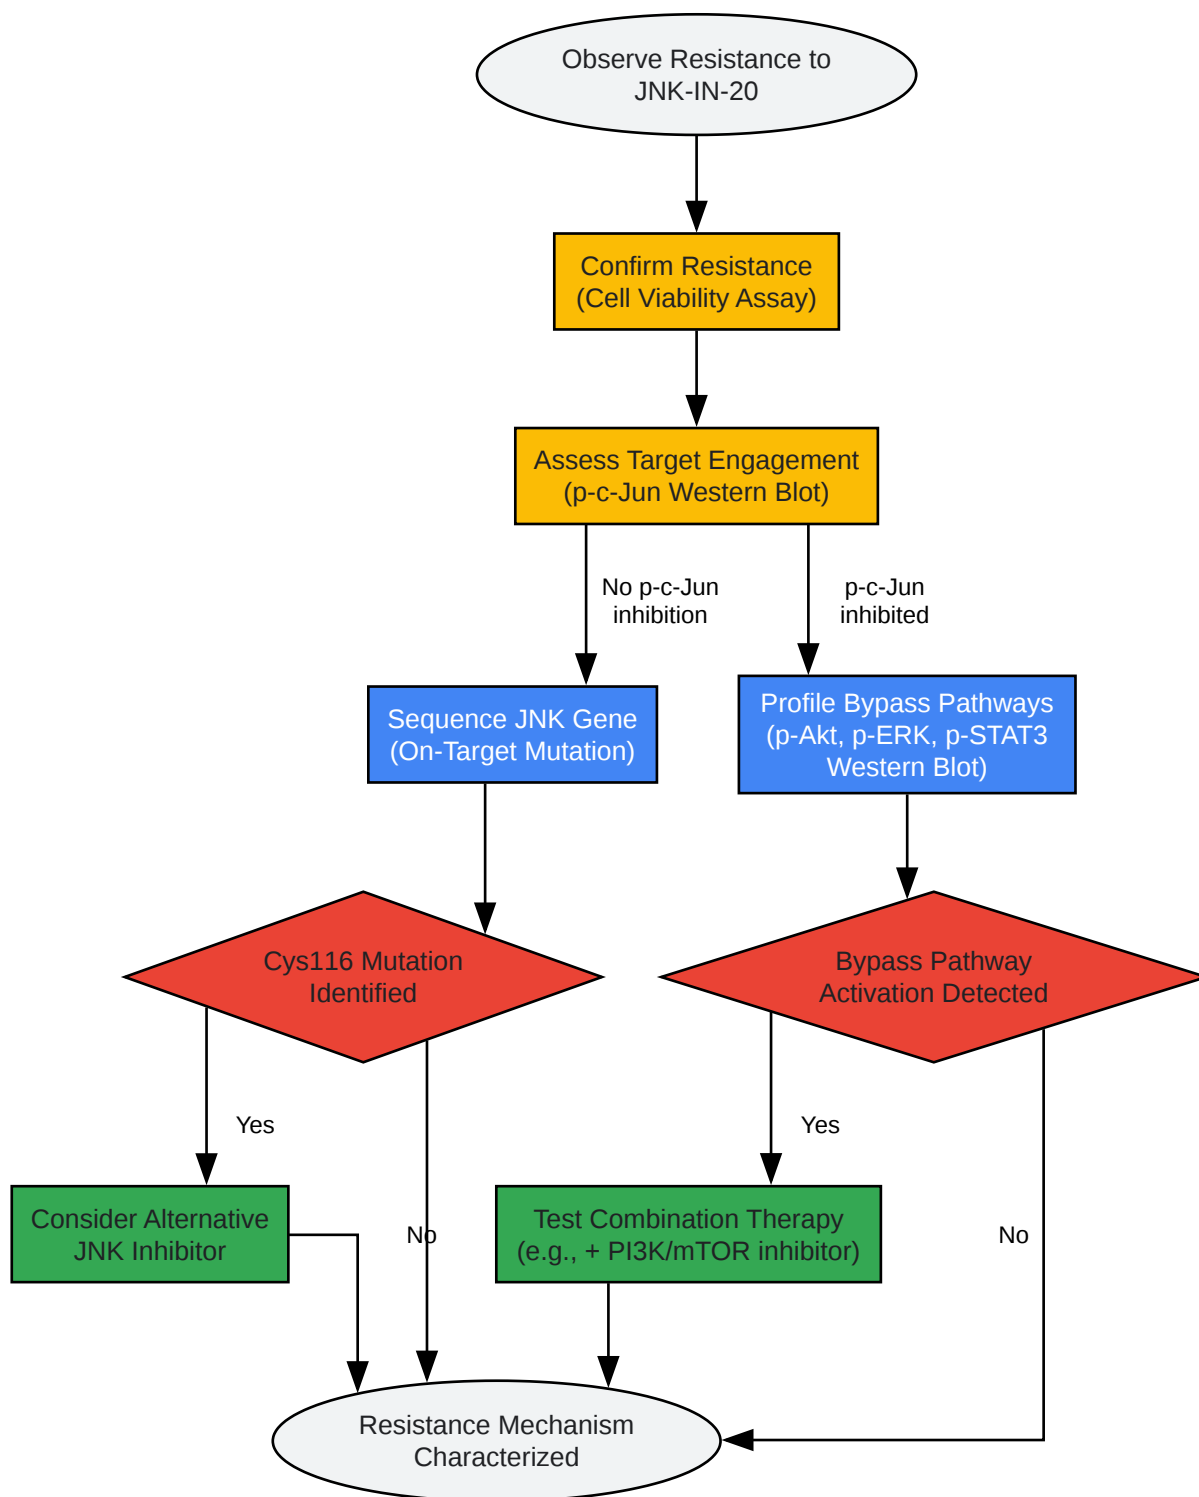 Observe Resistance to
JNK-IN-20
Confirm Resistance
(Cell Viability Assay)
Assess Target Engagement
(p-c-Jun Western Blot)
No p-c-Jun
inhibition
p-c-Jun
inhibited
Sequence JNK Gene
(On-Target Mutation)
Profile Bypass Pathways
(p-Akt, p-ERK, p-STAT3
Western Blot)
Cys116 Mutation
Identified
Bypass Pathway
Activation Detected
Yes
Yes
Consider Alternative
JNK Inhibitor
No
Test Combination Therapy
(e.g., + PI3K/mTOR inhibitor)
No
Resistance Mechanism
Characterized